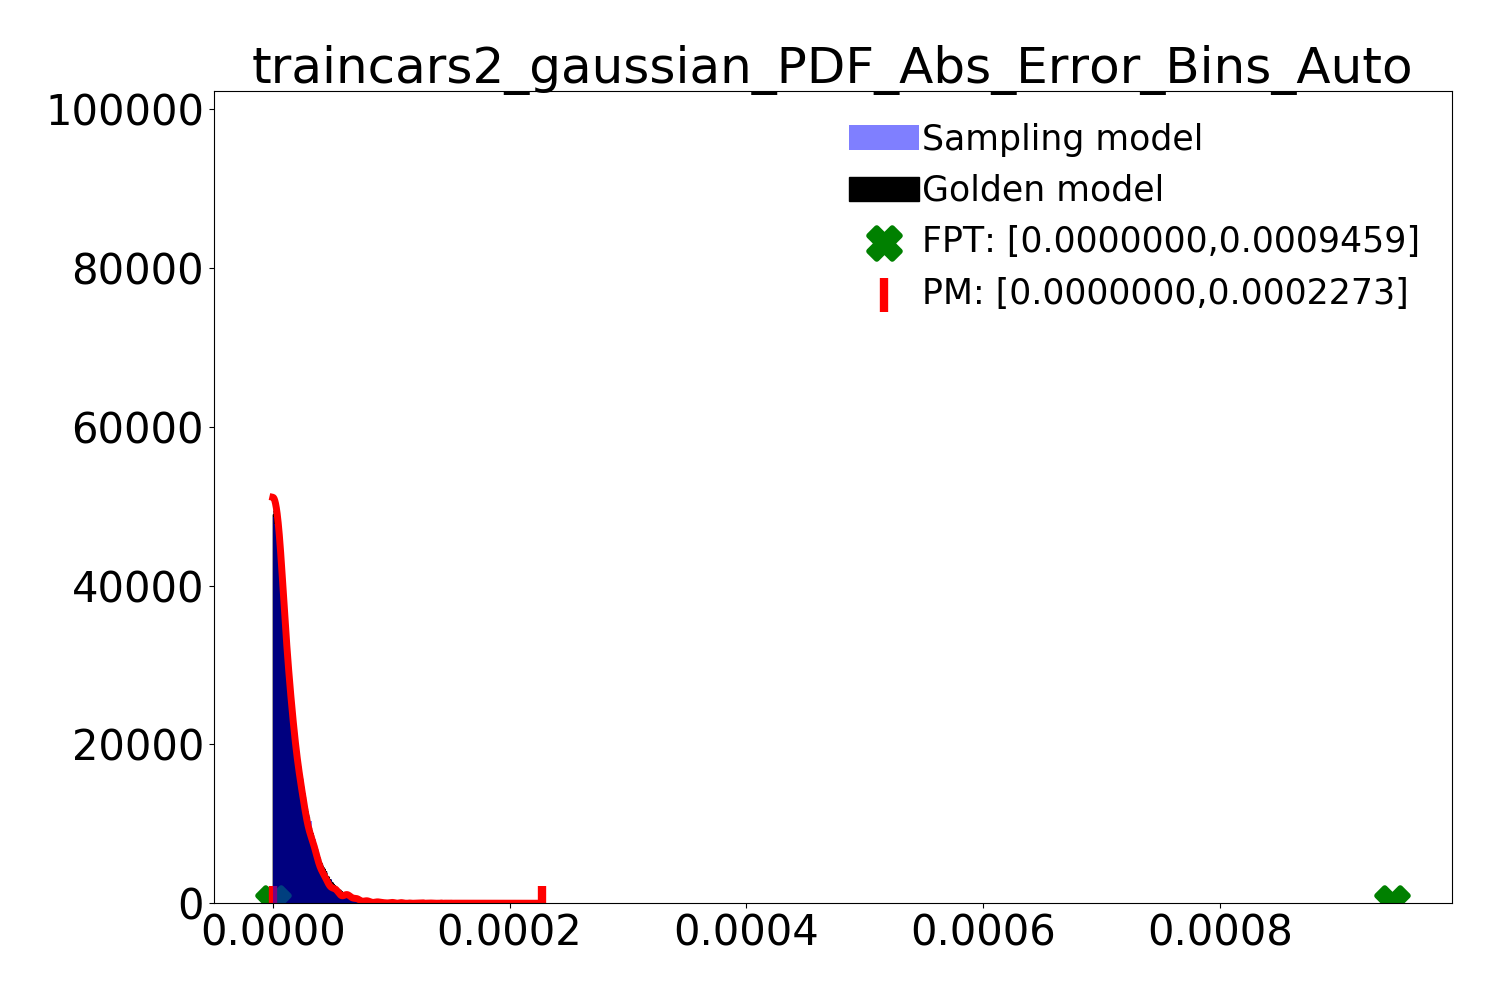 traincars2_gaussian_PDF_Abs_Error_Bins_Auto
100000
80000
60000
40000
20000
0
Sampling model
Golden model
FPT: [0.0000000,0.0009459]
PM: [0.0000000,0.0002273]
0.0000 0.0002 0.0004 0.0006 0.0008